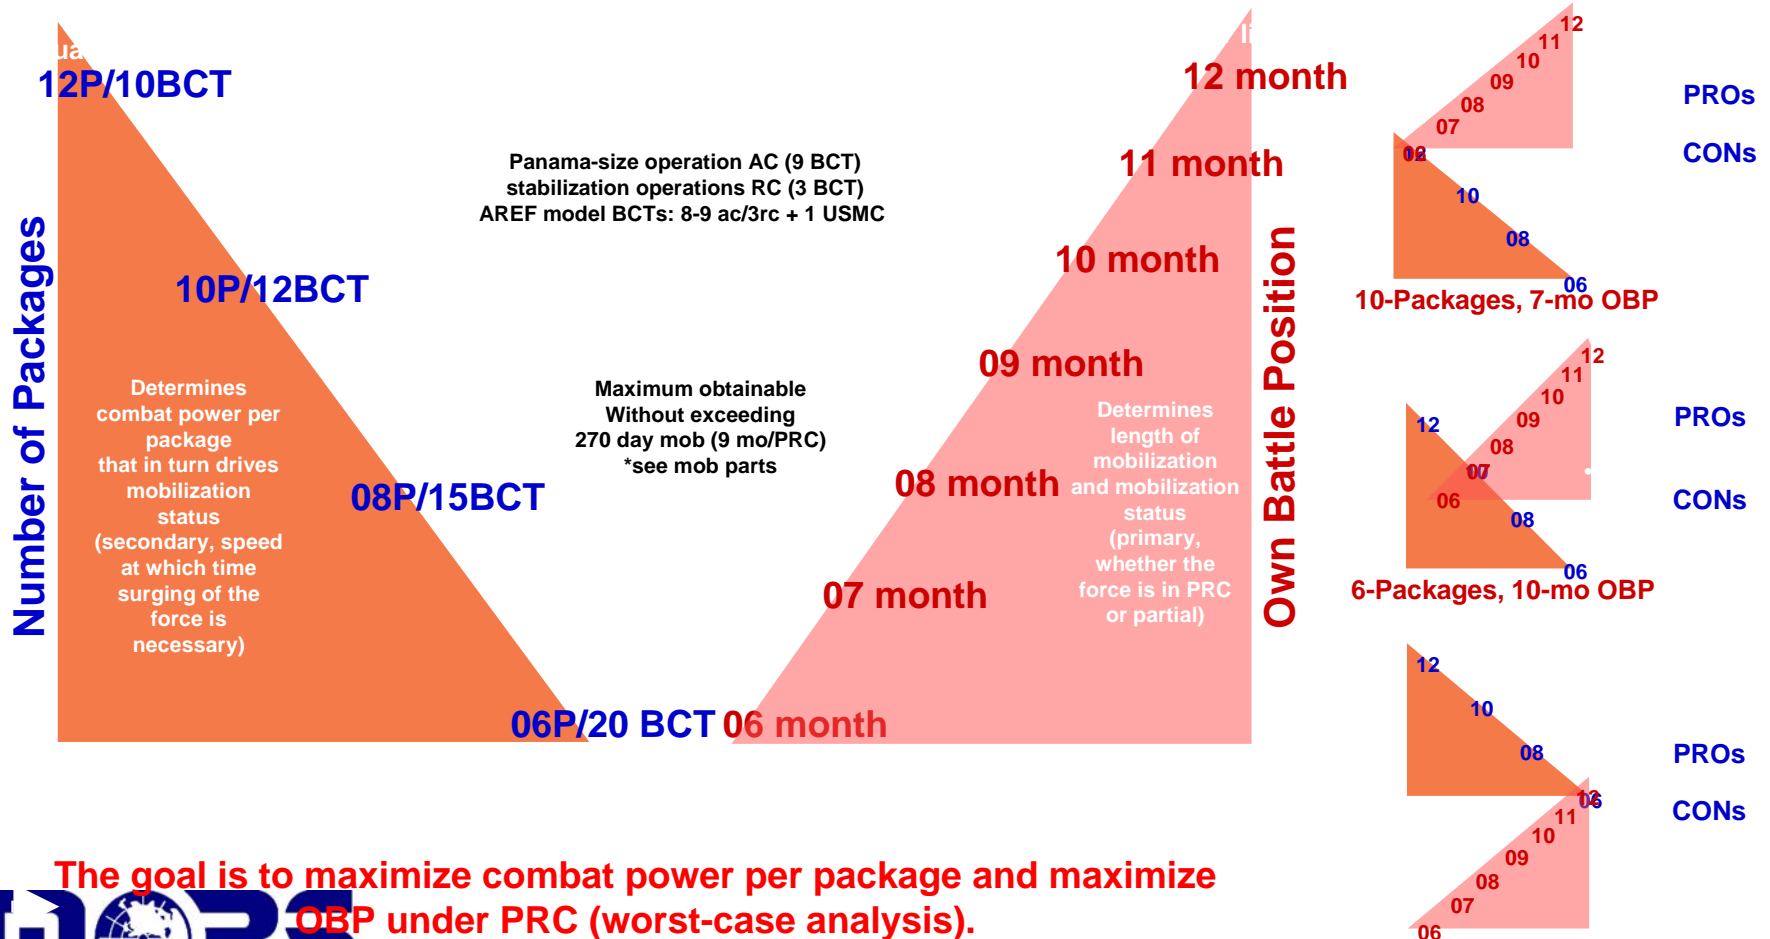 12P/10BCT
10P/12BCT
08P/15BCT
06P/20 BCT
Number of Packages
Determines
combat power per
package
that in turn drives
mobilization
status
(secondary, speed
at which time
surging of the
force is
necessary)
Panama-size operation AC (9 BCT)
stabilization operations RC (3 BCT)
AREF model BCTs: 8-9 ac/3rc + 1 USMC
Maximum obtainable
Without exceeding
270 day mob (9 mo/PRC)
*see mob parts
12 month
11 month
10 month
09 month
08 month
07 month
06 month
Determines
length of
mobilization
and mobilization
status
(primary,
whether the
force is in PRC
or partial)
Own Battle Position
12
11
10
09
08
07
06
12
10
08
06
10-Packages, 7-mo OBP
PROs
CONs
12
11
10
09
08
07
06
12
10
08
06
6-Packages, 10-mo OBP
PROs
CONs
12
10
08
06
12
11
10
09
08
07
06
PROs
CONs
The goal is to maximize combat power per package and maximize
OBP under PRC (worst-case analysis).